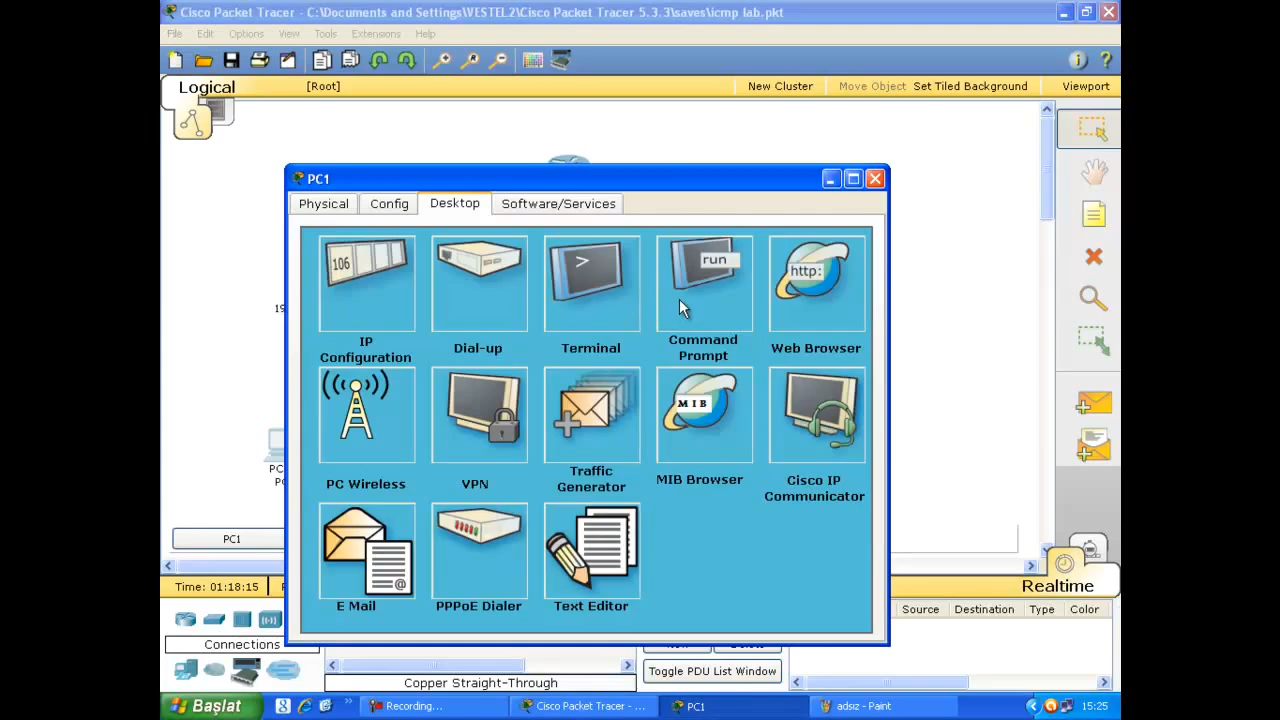 Cisco Packet Tracer - C:\Documents and Settings\VESTEL2\Cisco Packet Tracer 5.3.3\saves\icmp lab.pkt
File Edit Options View Tools Extensions Help
Logical [Root] New Cluster Move Object Set Tiled Background Viewport
PC1
Physical Config Desktop Software/Services
106 > run http:
IP Configuration
Dial-up
Terminal
Command Prompt
Web Browser
MIB
PC Wireless
VPN
Traffic Generator
MIB Browser
Cisco IP Communicator
@
E Mail
PPPoE Dialer
Text Editor
19
PC
PC
PC1
Time: 01:18:15
Realtime
Source Destination Type Color
Connections
Toggle PDU List Window
Copper Straight-Through
Başlat
Recording...
Cisco Packet Tracer - ...
PC1
adsız - Paint
15:25